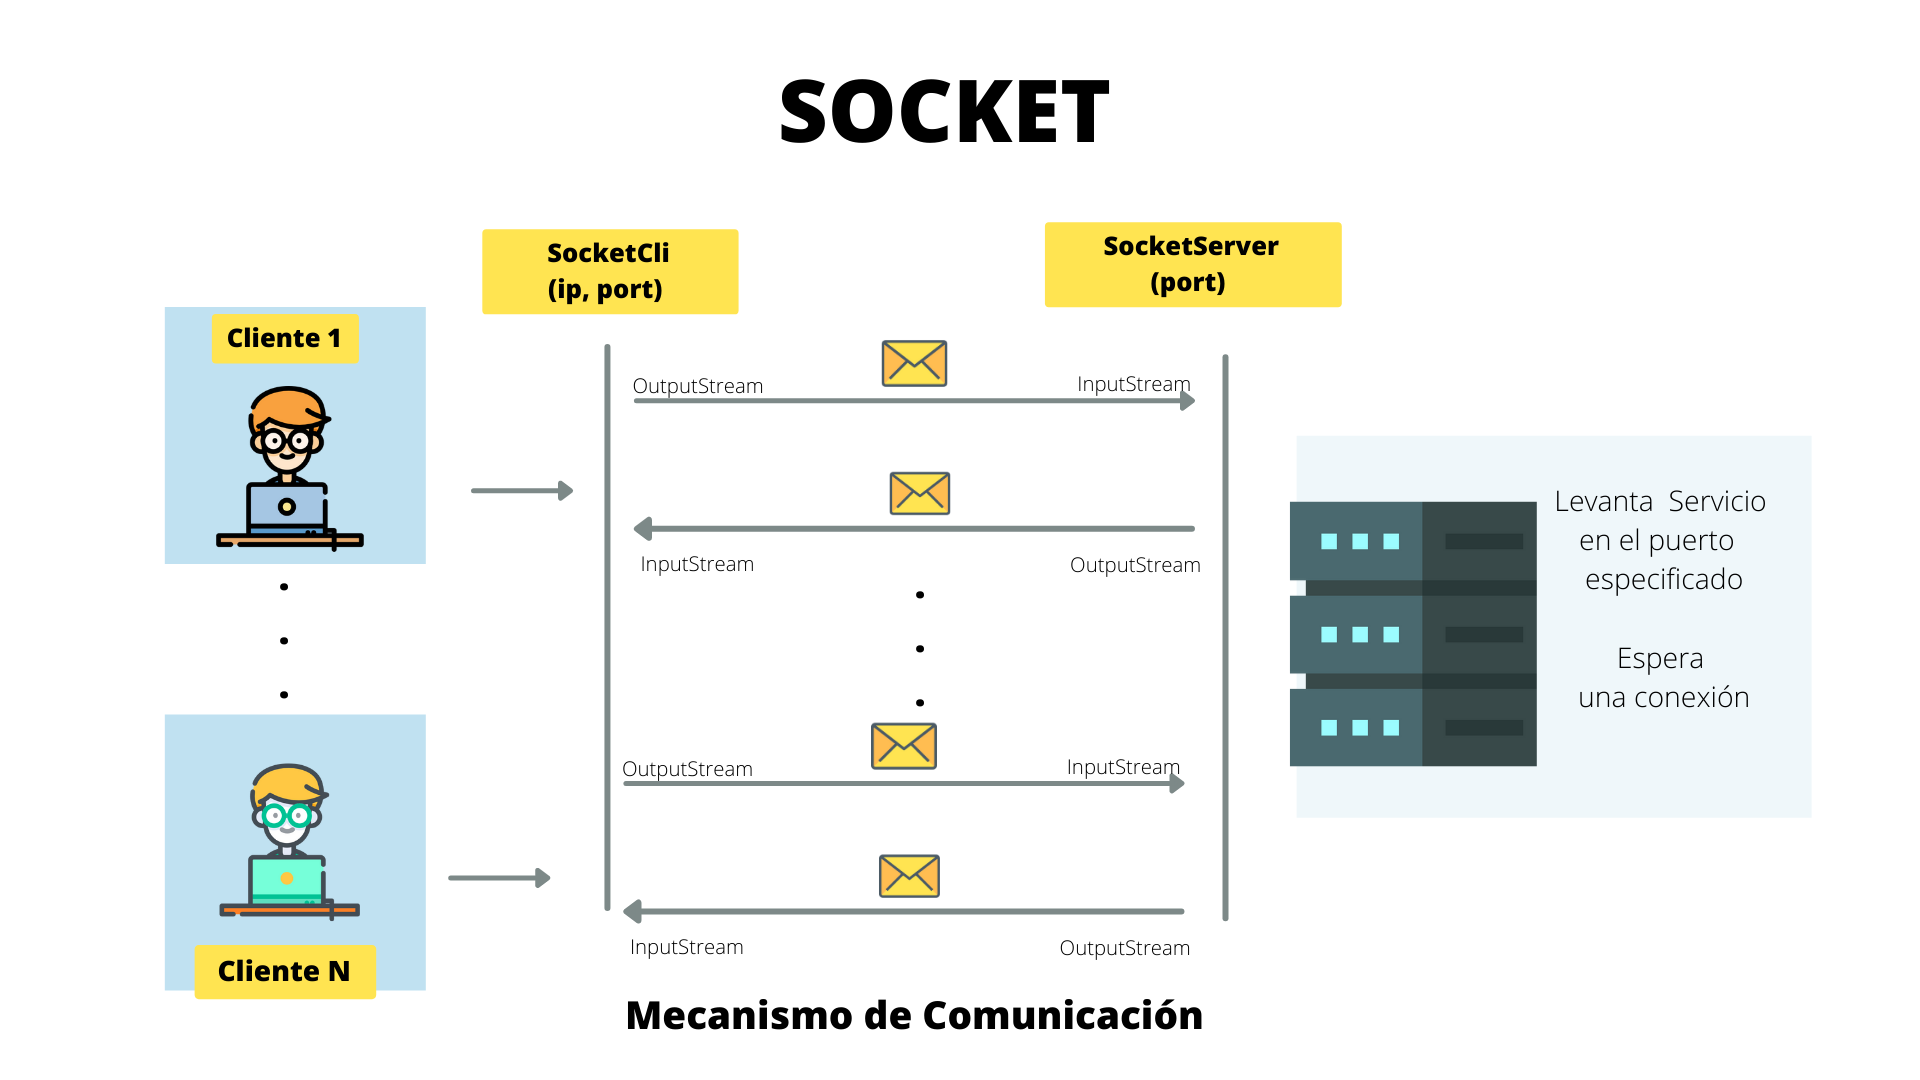 SOCKET
SocketCli
(ip, port)
SocketServer
(port)
Cliente 1
OutputStream
InputStream
InputStream
OutputStream
Levanta  Servicio
en el puerto
especificado
Espera
una conexión
OutputStream
InputStream
InputStream
OutputStream
Cliente N
Mecanismo de Comunicación